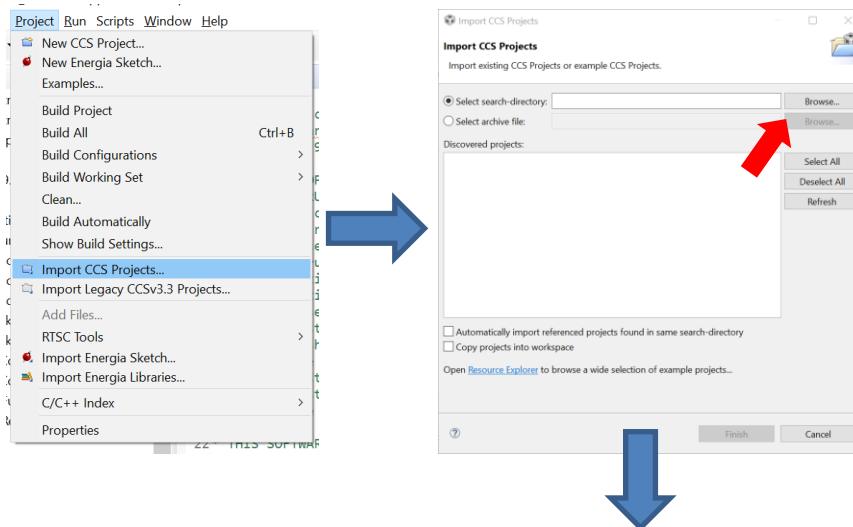 Project Run Scripts Window Help
New CCS Project...
New Energia Sketch...
Examples...
Build Project
Build All Ctrl+B
Build Configurations >
Build Working Set >
Clean...
Build Automatically
Show Build Settings...
Import CCS Projects...
Import Legacy CCSv3.3 Projects...
Add Files...
RTSC Tools >
Import Energia Sketch...
Import Energia Libraries...
C/C++ Index >
Properties
22 * THIS SOFTWAR
Import CCS Projects
Import CCS Projects
Import existing CCS Projects or example CCS Projects.
Select search-directory: Browse...
Select archive file: Browse...
Discovered projects:
Select All
Deselect All
Refresh
Automatically import referenced projects found in same search-directory
Copy projects into workspace
Open Resource Explorer to browse a wide selection of example projects...
Finish Cancel